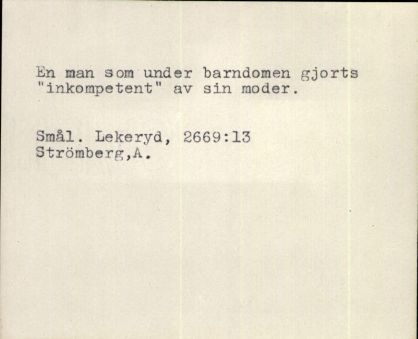 En man som under barndomen gjorts
"inkompetent" av sin moder.
Smål. Lekeryd, 2669:13
Strömberg,A.